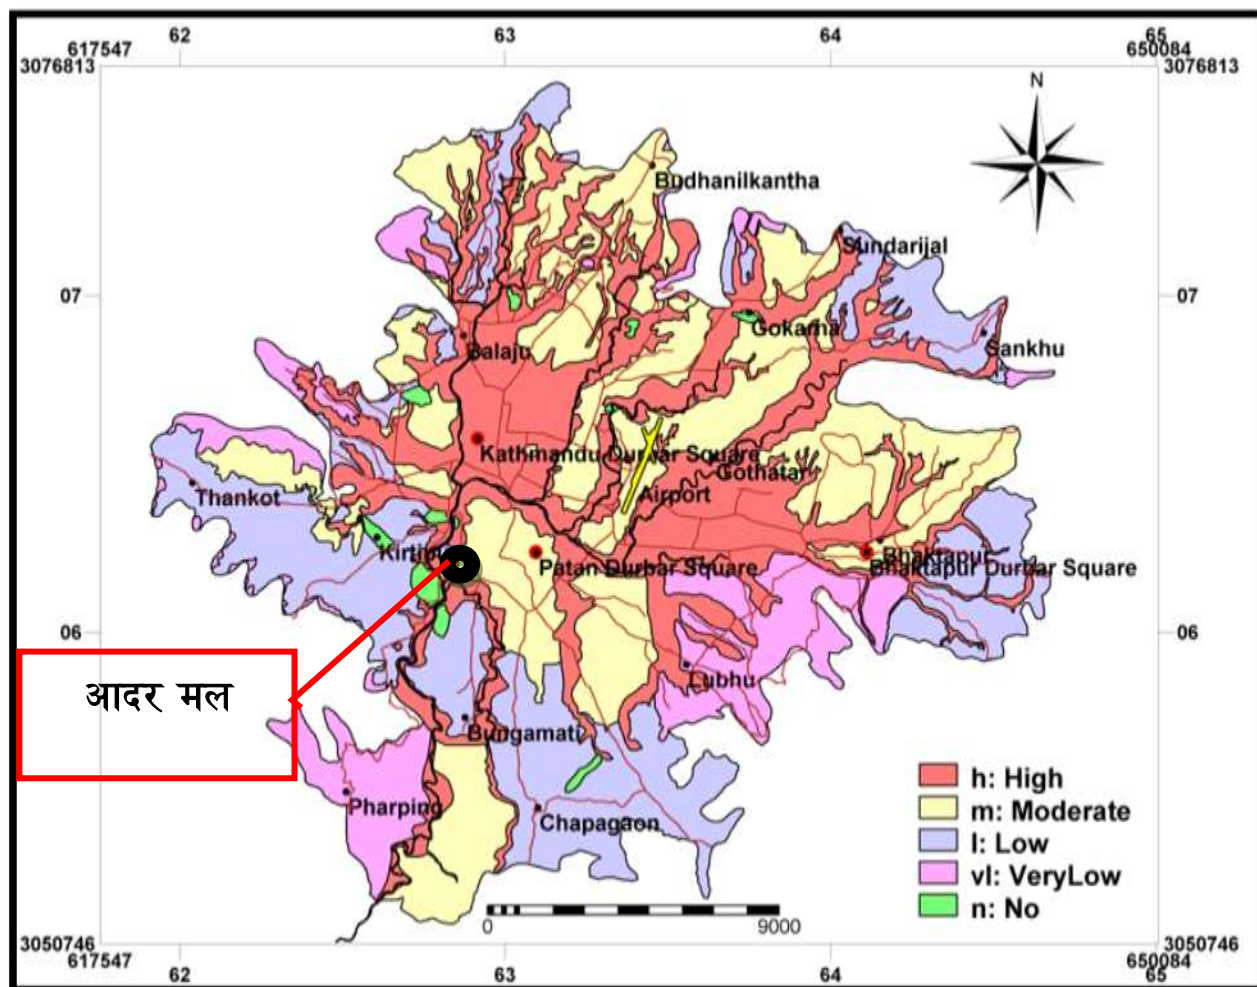 62
63
64
65
617547
650084
3076813
3076813
N
Budhanilkantha
Sundarijal
07
07
Gokarna
Balaju
Sankhu
Kathmandu Durbar Square
Gothatar
Thankot
Airport
Bhaktapur
Patan Durbar Square
Bhaktapur Durbar Square
06
06
Lubhu
आदर मल
Bungamati
h: High
m: Moderate
l: Low
vl: VeryLow
n: No
Pharping
Chapagaon
0
9000
3050746
3050746
617547
650084
62
63
64
65